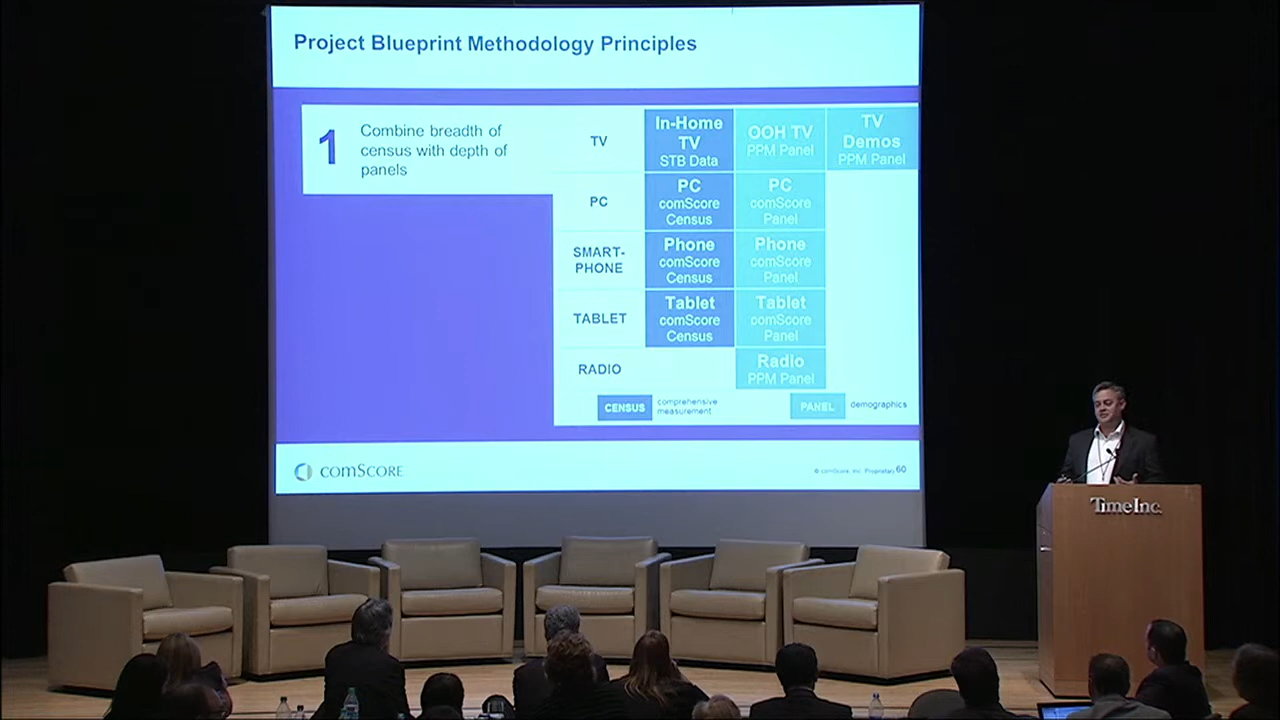 Project Blueprint Methodology Principles
1
Combine breadth of
census with depth of
panels
TV
In-Home
TV
STB Data
OOH TV
PPM Panel
TV
Demos
PPM Panel
PC
PC
comScore
Census
PC
comScore
Panel
SMART-
PHONE
Phone
comScore
Census
Phone
comScore
Panel
TABLET
Tablet
comScore
Census
Tablet
comScore
Panel
RADIO
Radio
PPM Panel
CENSUS
comprehensive
measurement
PANEL
demographics
comSCORE
© comScore, Inc. Proprietary. 60
TimeInc.